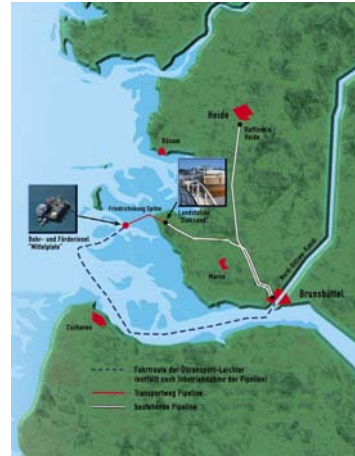 Heide
Raffinerie
Heide
Büsum
Friedrichskoog Spitze
Landstation
"Dieksand"
Bohr- und Förderinsel
"Mittelplate"
Marne
Nord-Ostsee-Kanal
Brunsbüttel
Cuxhaven
Fahrtroute der Öltransport-Leichter
(entfällt nach Inbetriebnahme der Pipeline)
Transportweg Pipeline
bestehende Pipeline